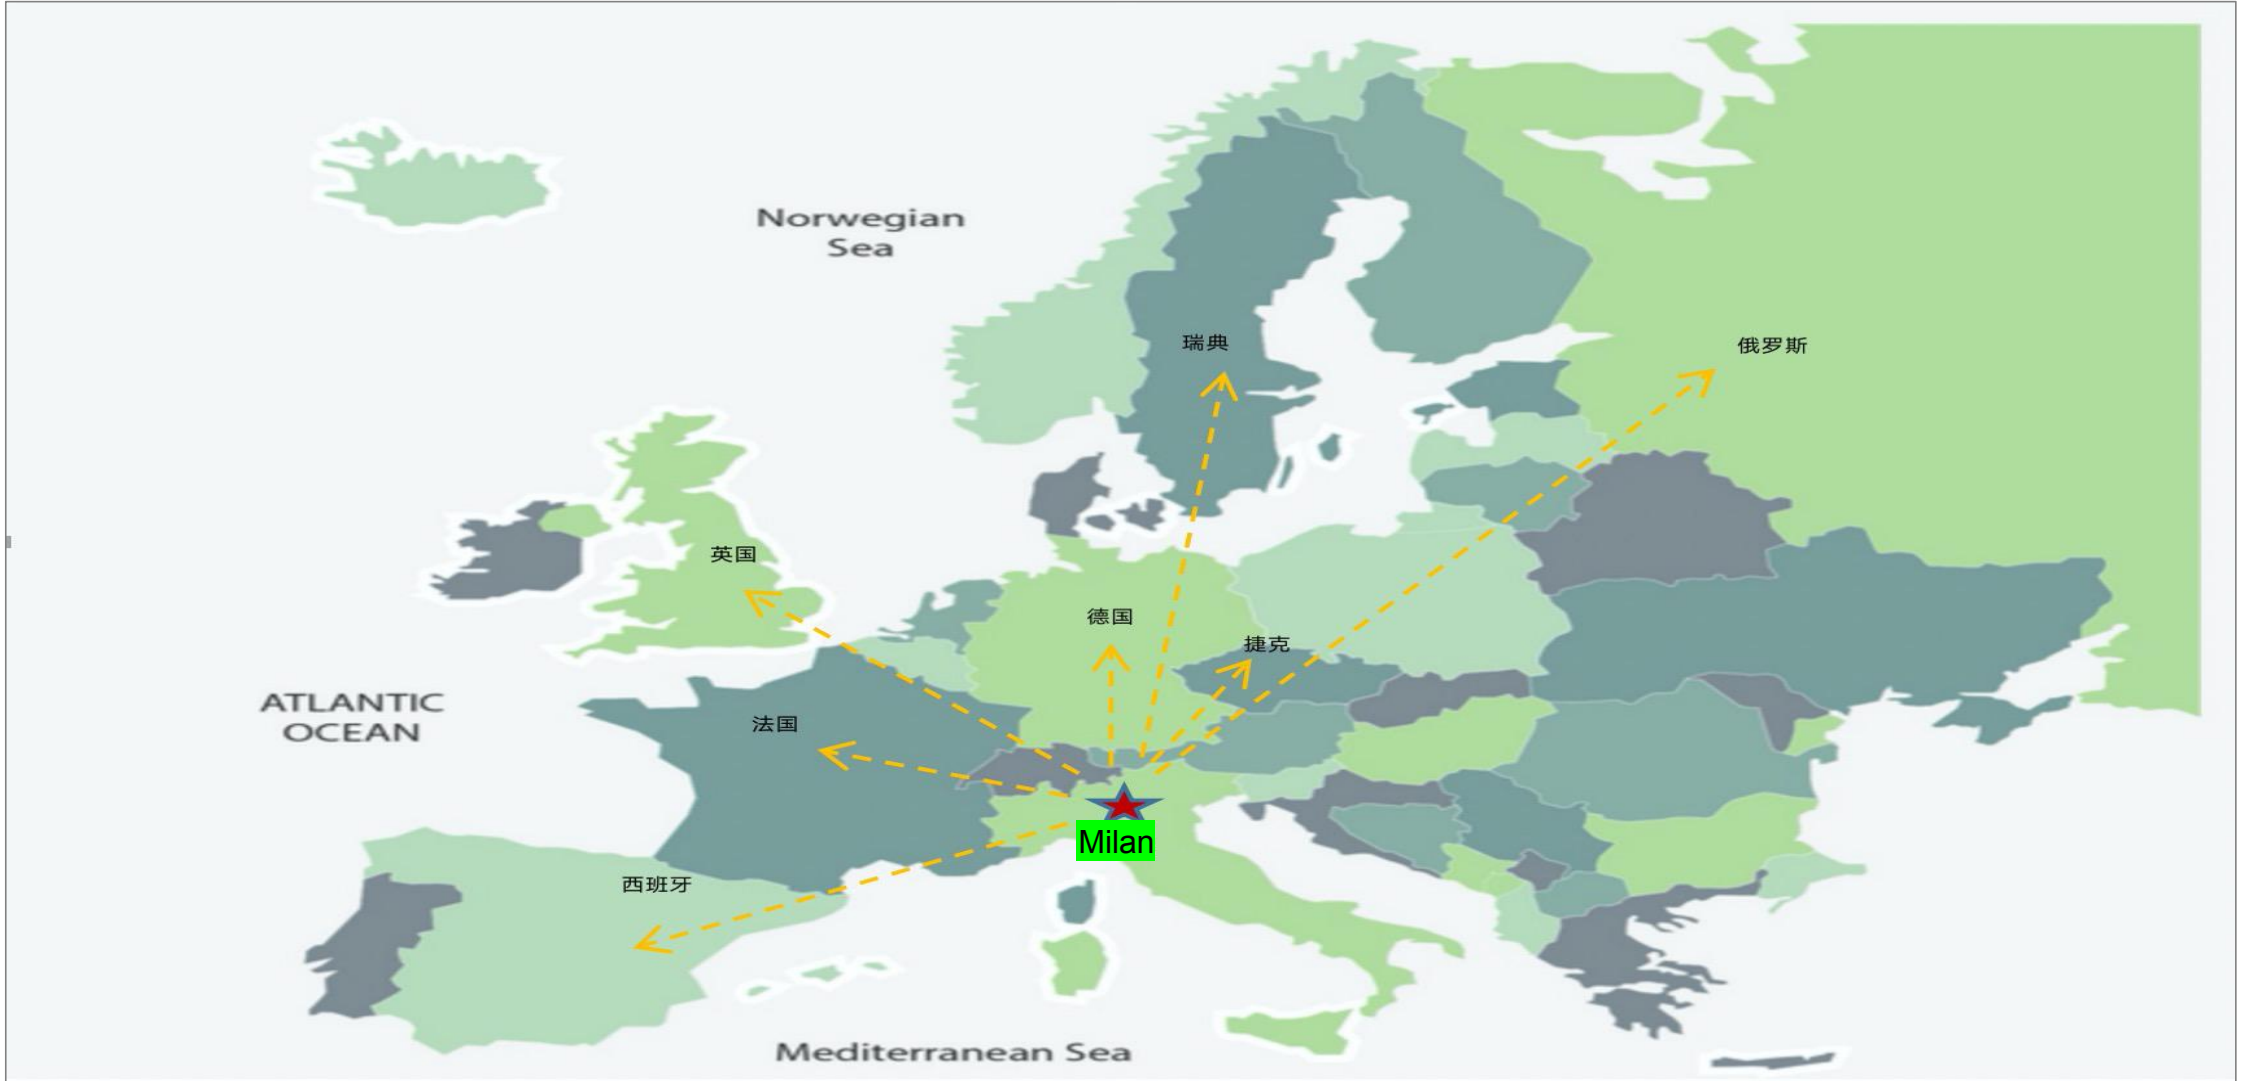 Norwegian
Sea
瑞典
俄罗斯
英国
德国
捷克
ATLANTIC
OCEAN
法国
Milan
西班牙
Mediterranean Sea